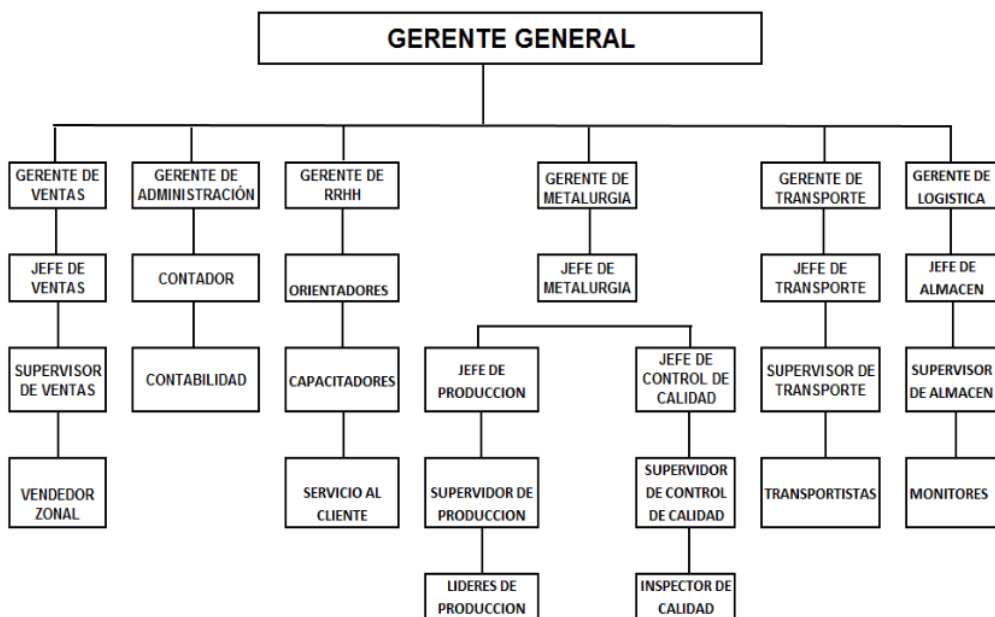 GERENTE GENERAL
GERENTE DE
VENTAS
GERENTE DE
ADMINISTRACIÓN
GERENTE DE
RRHH
GERENTE DE
METALURGIA
GERENTE DE
TRANSPORTE
GERENTE DE
LOGISTICA
JEFE DE
VENTAS
CONTADOR
ORIENTADORES
JEFE DE
METALURGIA
JEFE DE
TRANSPORTE
JEFE DE
ALMACEN
SUPERVISOR
DE VENTAS
CONTABILIDAD
CAPACITADORES
JEFE DE
PRODUCCION
JEFE DE
CONTROL DE
CALIDAD
SUPERVISOR DE
TRANSPORTE
SUPERVISOR
DE ALMACEN
VENDEDOR
ZONAL
SERVICIO AL
CLIENTE
SUPERVIDOR DE
PRODUCCION
SUPERVIDOR
DE CONTROL
DE CALIDAD
TRANSPORTISTAS
MONITORES
LIDERES DE
PRODUCCION
INSPECTOR DE
CALIDAD